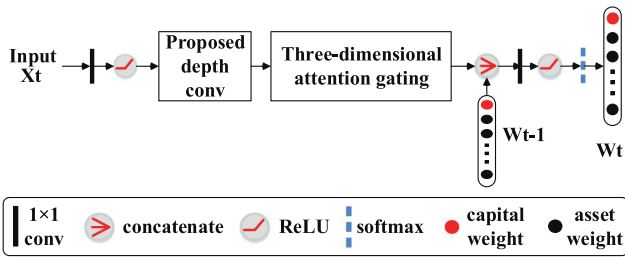 Input
Xt
Proposed
depth
conv
Three-dimensional
attention gating
Wt-1
Wt
1×1
conv
concatenate
ReLU
softmax
capital
weight
asset
weight